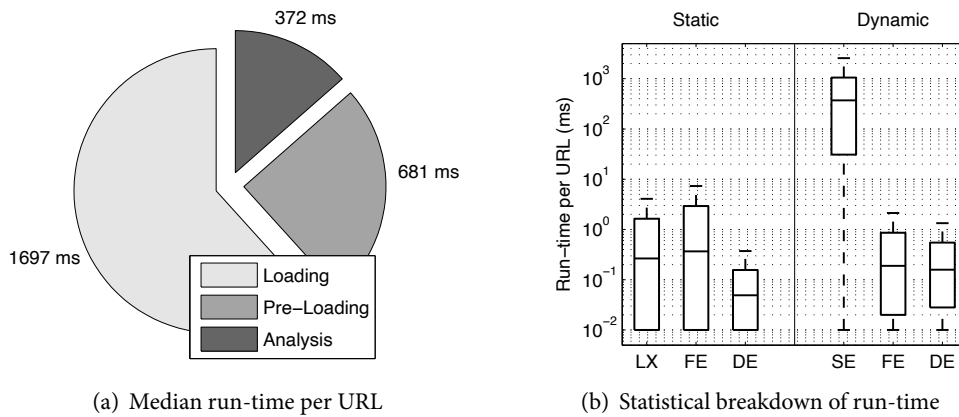 372 ms
681 ms
1697 ms
Loading
Pre−Loading
Analysis
(a) Median run-time per URL
Static
Dynamic
Run−time per URL (ms)
10^3
10^2
10^1
10^0
10^−1
10^−2
LX
FE
DE
SE
FE
DE
(b) Statistical breakdown of run-time